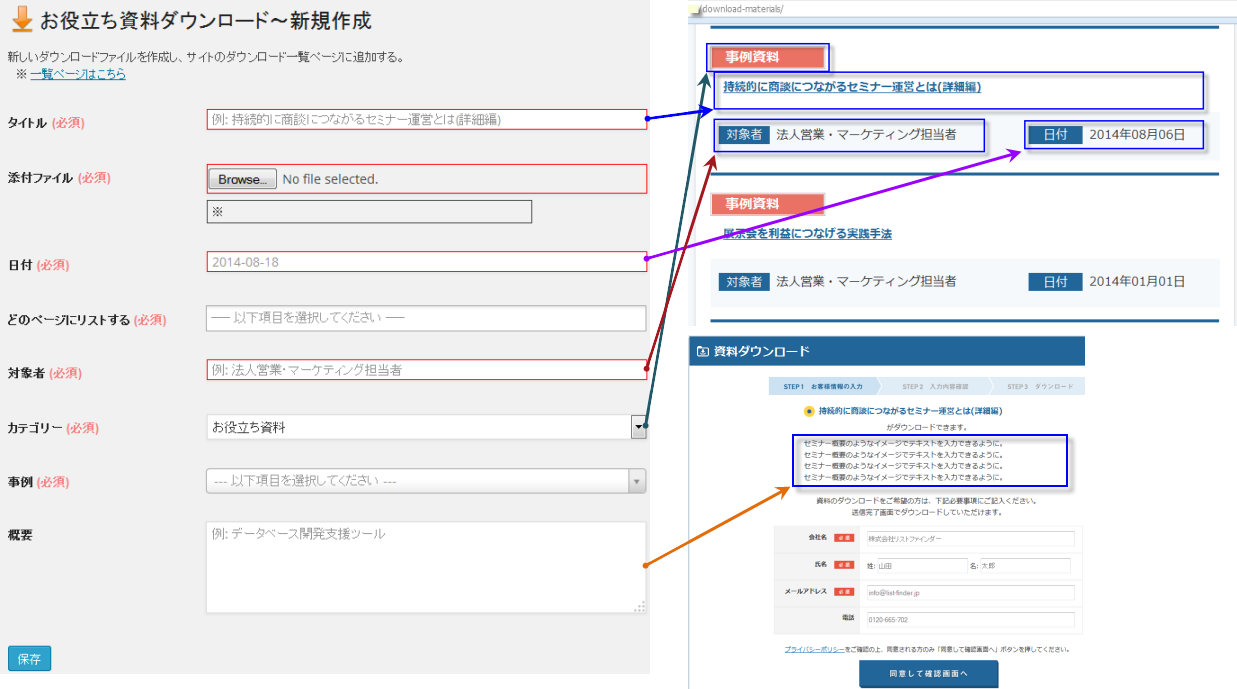 お役立ち資料ダウンロード～新規作成
新しいダウンロードファイルを作成し、サイトのダウンロード一覧ページに追加する。
※ 一覧ページはこちら
タイトル (必須)
例: 持続的に商談につながるセミナー運営とは(詳細編)
添付ファイル (必須)
Browse... No file selected.
※
日付 (必須)
2014-08-18
どのページにリストする (必須)
── 以下項目を選択してください ──
対象者 (必須)
例: 法人営業・マーケティング担当者
カテゴリー (必須)
お役立ち資料
事例 (必須)
--- 以下項目を選択してください ---
概要
例: データベース開発支援ツール
保存
/download-materials/
事例資料
持続的に商談につながるセミナー運営とは(詳細編)
対象者 法人営業・マーケティング担当者 日付 2014年08月06日
事例資料
展示会を利益につなげる実践手法
対象者 法人営業・マーケティング担当者 日付 2014年01月01日
資料ダウンロード
STEP1 お客様情報の入力 STEP2 入力内容確認 STEP3 ダウンロード
持続的に商談につながるセミナー運営とは(詳細編)
がダウンロードできます。
セミナー概要のようなイメージでテキストを入力できるように。
セミナー概要のようなイメージでテキストを入力できるように。
セミナー概要のようなイメージでテキストを入力できるように。
セミナー概要のようなイメージでテキストを入力できるように。
資料のダウンロードをご希望の方は、下記必要事項にご記入ください。
送信完了画面でダウンロードしていただけます。
会社名 必須 株式会社リストファインダー
氏名 必須 姓: 山田 名: 太郎
メールアドレス 必須 info@list-finder.jp
電話 0120-665-702
プライバシーポリシーをご確認の上、同意される方のみ「同意して確認画面へ」ボタンを押してください。
同意して確認画面へ